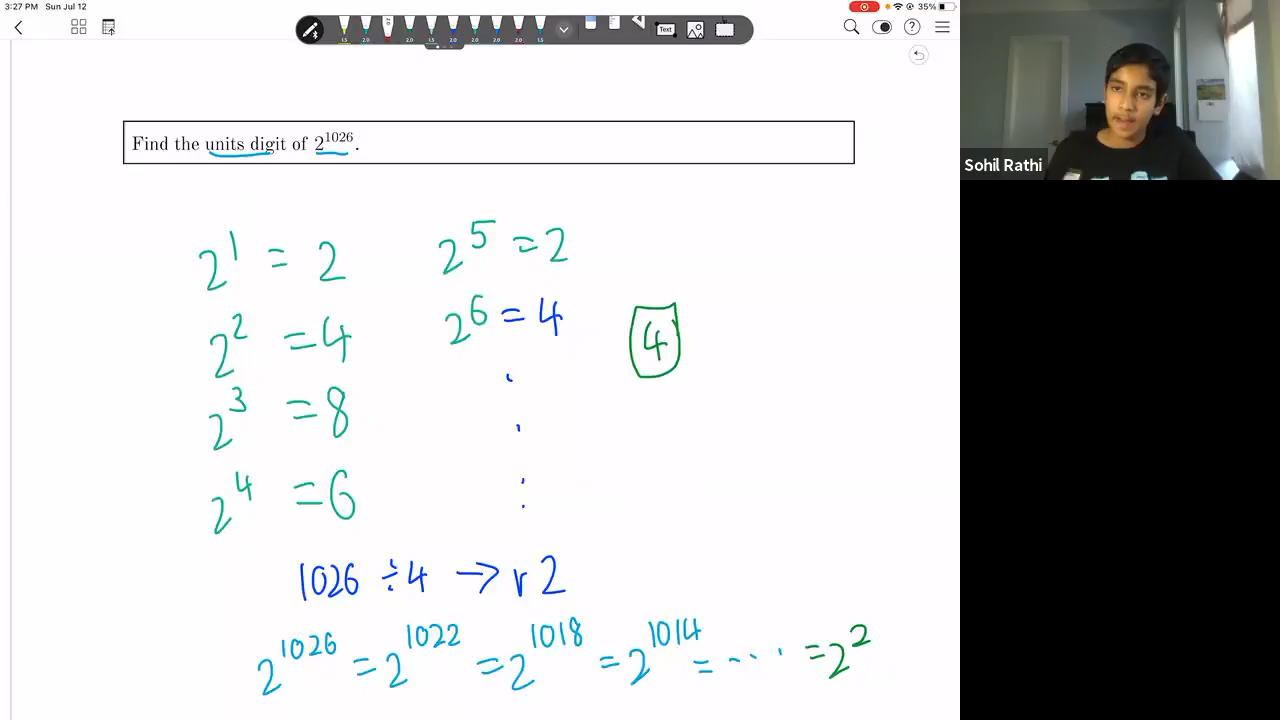 3:27 PM Sun Jul 12
35%
Text
Find the units digit of 2^1026.
2^1 = 2
2^5 = 2
2^2 = 4
2^6 = 4
4
2^3 = 8
2^4 = 6
1026 ÷ 4 → r 2
2^1026 = 2^1022 = 2^1018 = 2^1014 = ... = 2^2
Sohil Rathi